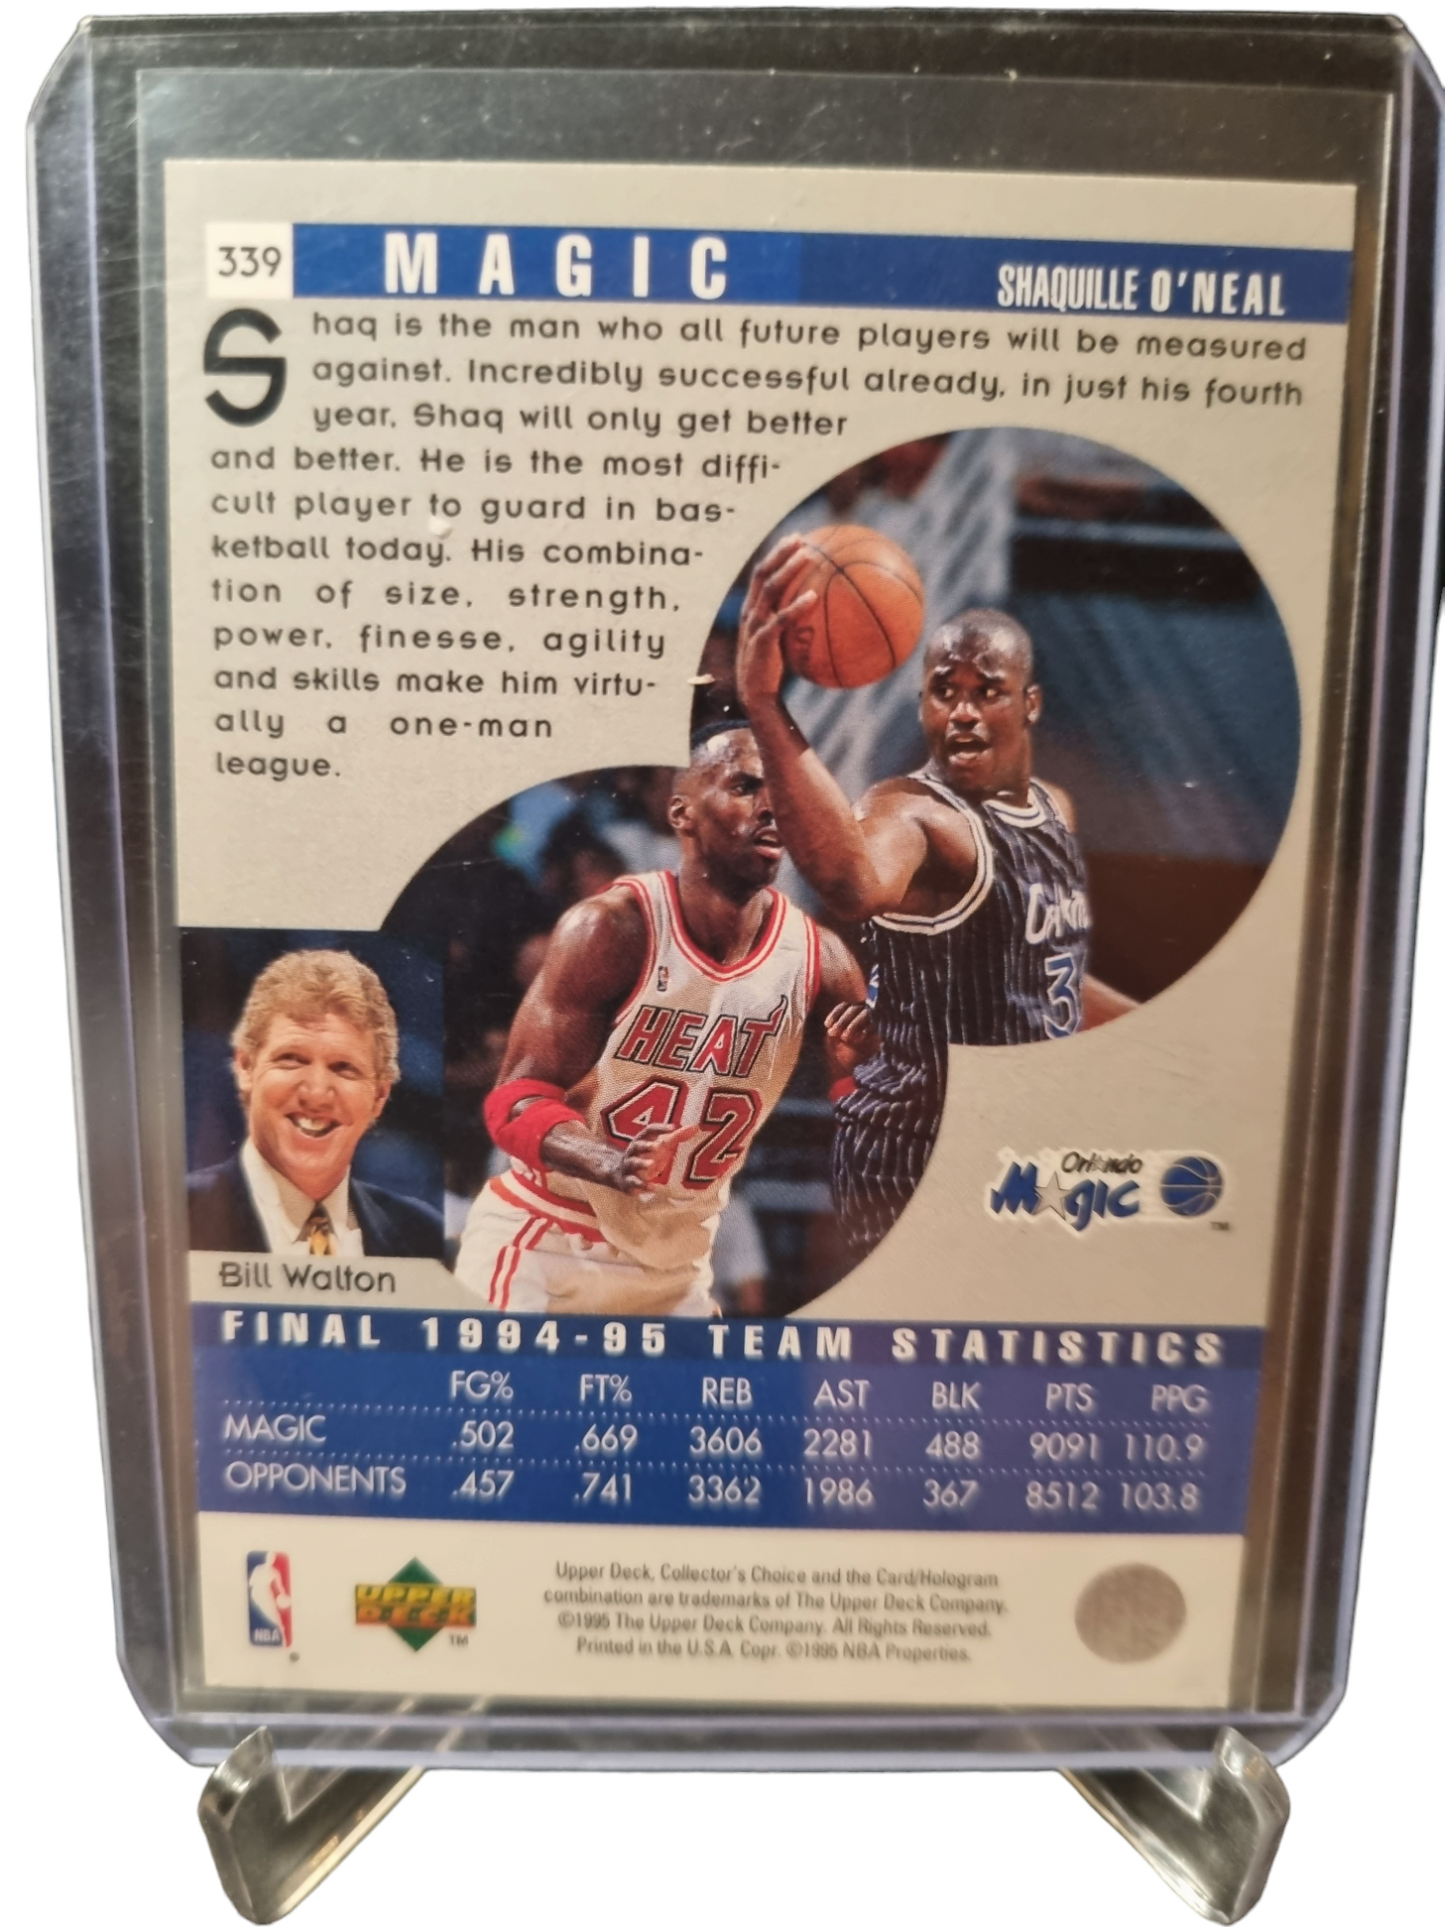 339 MAGIC SHAQUILLE O'NEAL
Shaq is the man who all future players will be measured
against. Incredibly successful already, in just his fourth
year, Shaq will only get better
and better. He is the most diffi-
cult player to guard in bas-
ketball today. His combina-
tion of size, strength,
power, finesse, agility
and skills make him virtu-
ally a one-man
league.
HEAT
42
Orlando
Magic
TM
Bill Walton
FINAL 1994-95 TEAM STATISTICS
FG% FT% REB AST BLK PTS PPG
MAGIC .502 .669 3606 2281 488 9091 110.9
OPPONENTS .457 .741 3362 1986 367 8512 103.8
NBA
®
UPPER
DECK
TM
Upper Deck, Collector's Choice and the Card/Hologram
combination are trademarks of The Upper Deck Company.
©1995 The Upper Deck Company. All Rights Reserved.
Printed in the U.S.A. Copr. ©1995 NBA Properties.